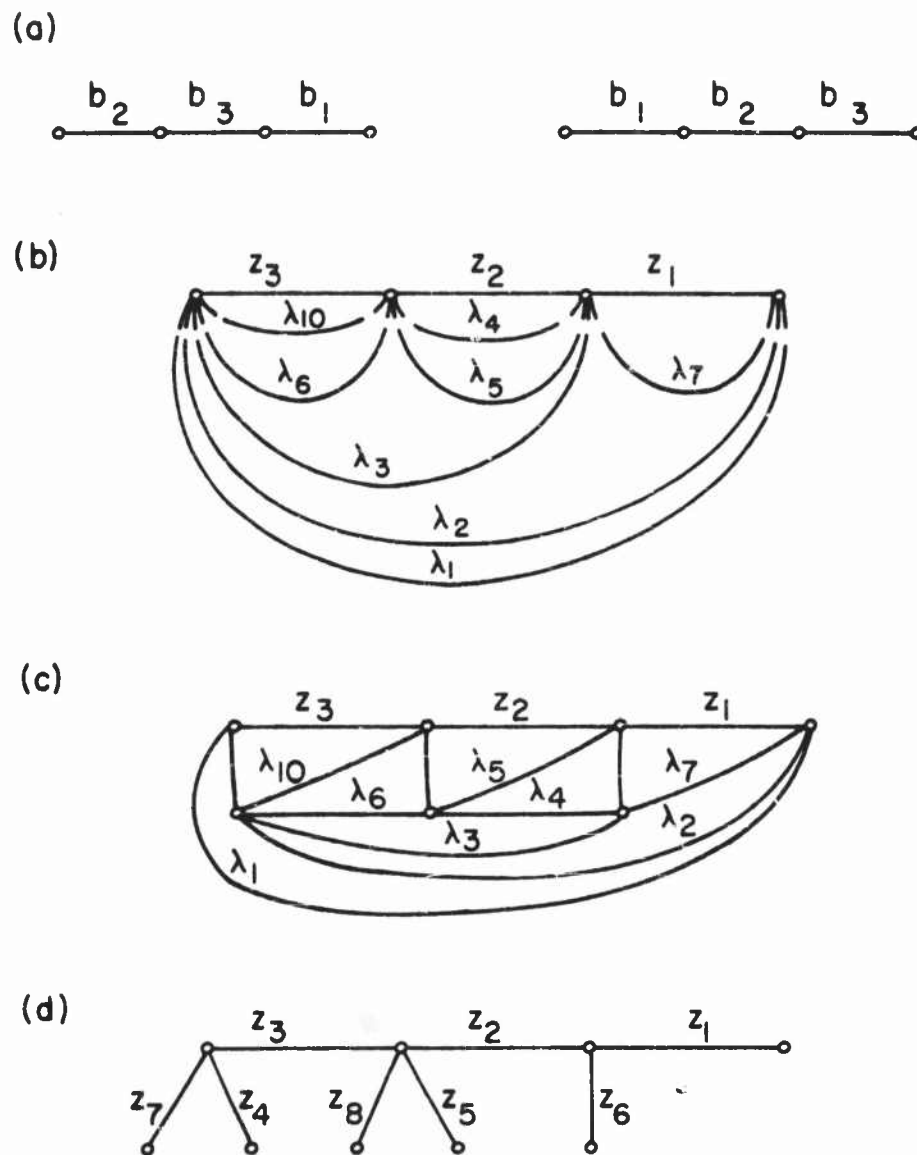 (a)
b₂ b₃ b₁ b₁ b₂ b₃
(b)
z₃ z₂ z₁
λ₁₀ λ₄
λ₆ λ₅ λ₇
λ₃
λ₂
λ₁
(c)
z₃ z₂ z₁
λ₁₀ λ₅ λ₇
λ₆ λ₄ λ₂
λ₃
λ₁
(d)
z₃ z₂ z₁
z₇ z₄ z₈ z₅ z₆